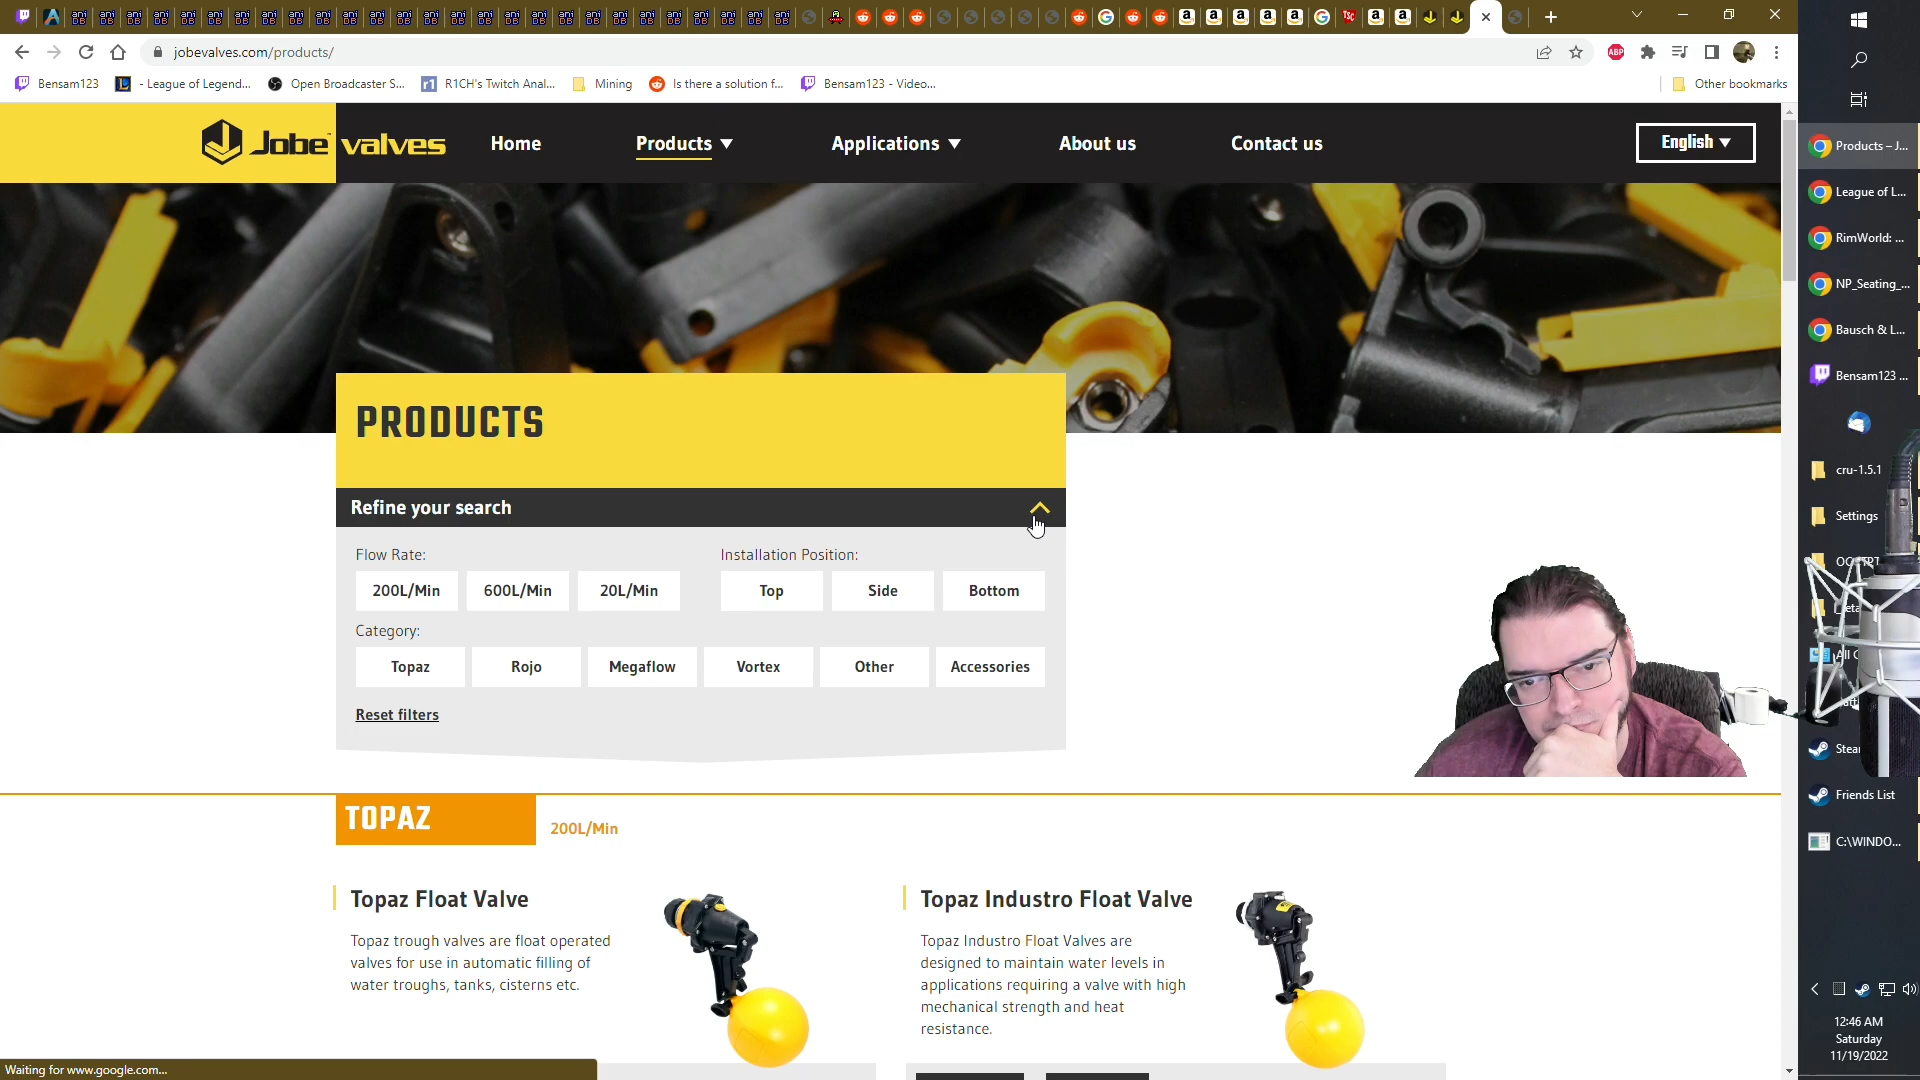 jobevalves.com/products/
Bensam123
- League of Legend...
Open Broadcaster S...
R1CH's Twitch Anal...
Mining
Is there a solution f...
Bensam123 - Video...
Other bookmarks
Jobe valves
Home
Products ▼
Applications ▼
About us
Contact us
English ▼
PRODUCTS
Refine your search
Flow Rate:
Installation Position:
200L/Min
600L/Min
20L/Min
Top
Side
Bottom
Category:
Topaz
Rojo
Megaflow
Vortex
Other
Accessories
Reset filters
TOPAZ
200L/Min
Topaz Float Valve
Topaz trough valves are float operated
valves for use in automatic filling of
water troughs, tanks, cisterns etc.
Topaz Industro Float Valve
Topaz Industro Float Valves are
designed to maintain water levels in
applications requiring a valve with high
mechanical strength and heat
resistance.
Waiting for www.google.com...
Products – J...
League of L...
RimWorld: ...
NP_Seating_...
Bausch & L...
Bensam123 ...
cru-1.5.1
Settings
Friends List
C:\WINDO...
12:46 AM
Saturday
11/19/2022